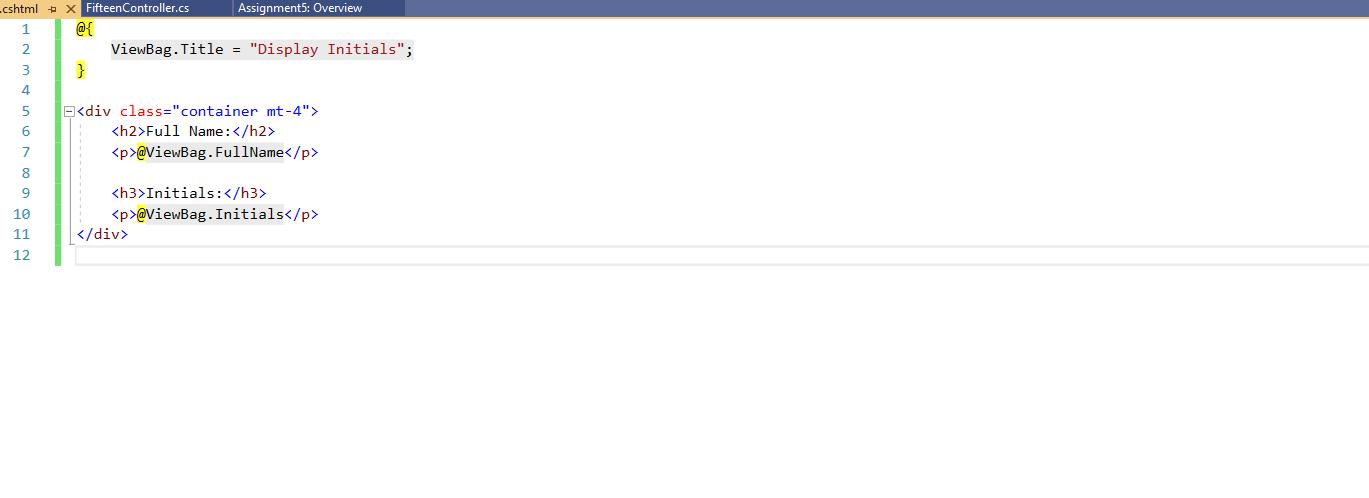 .cshtml FifteenController.cs Assignment5: Overview
1 @{
2 ViewBag.Title = "Display Initials";
3 }
4
5 <div class="container mt-4">
6 <h2>Full Name:</h2>
7 <p>@ViewBag.FullName</p>
8
9 <h3>Initials:</h3>
10 <p>@ViewBag.Initials</p>
11 </div>
12